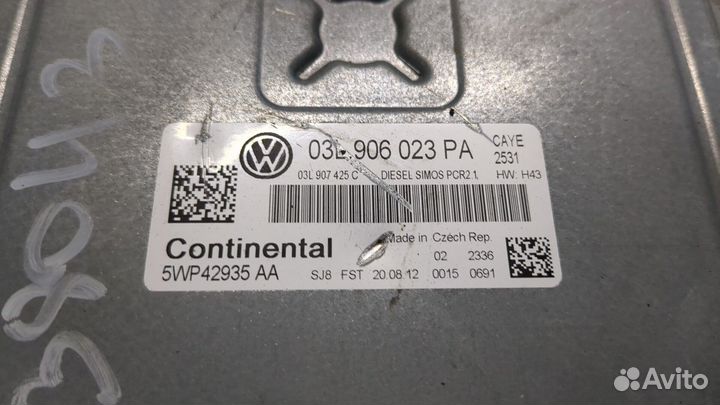 38043
03L 906 023 PA CAYE
2531
03L 907 425 C DIESEL SIMOS PCR2.1, HW: H43
Continental
Made in Czech Rep.
02 2336
5WP42935 AA SJ8 FST 20.08.12 0015 0691
Avito